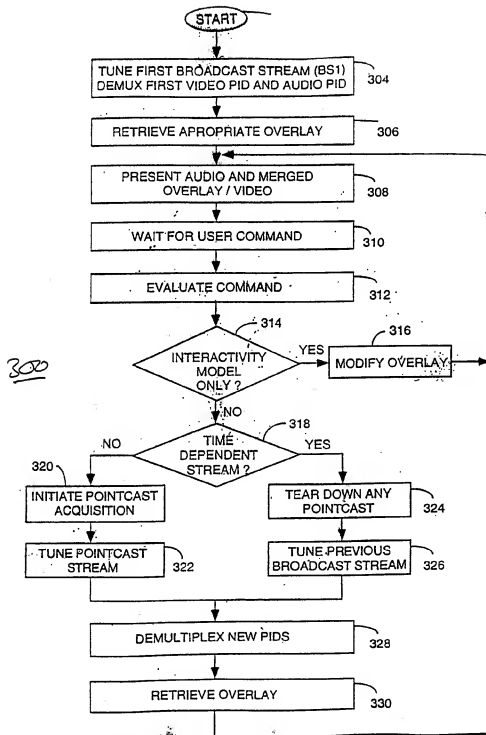 START
TUNE FIRST BROADCAST STREAM (BS1)
DEMUX FIRST VIDEO PID AND AUDIO PID
304
RETRIEVE APROPRIATE OVERLAY
306
PRESENT AUDIO AND MERGED
OVERLAY / VIDEO
308
WAIT FOR USER COMMAND
310
EVALUATE COMMAND
312
314
316
300
INTERACTIVITY
MODEL
ONLY ?
YES
MODIFY OVERLAY
NO
318
NO
TIME
DEPENDENT
STREAM ?
YES
320
INITIATE POINTCAST
ACQUISITION
TEAR DOWN ANY
POINTCAST
324
TUNE POINTCAST
STREAM
322
TUNE PREVIOUS
BROADCAST STREAM
326
DEMULTIPLEX NEW PIDS
328
RETRIEVE OVERLAY
330